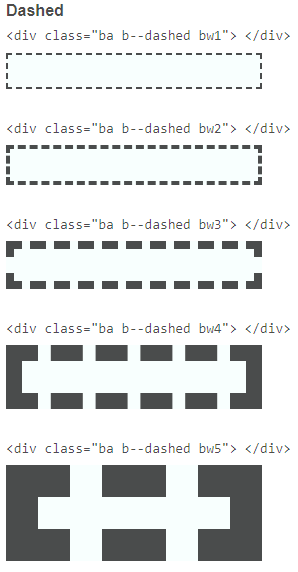 Dashed
<div class="ba b--dashed bw1"> </div>
<div class="ba b--dashed bw2"> </div>
<div class="ba b--dashed bw3"> </div>
<div class="ba b--dashed bw4"> </div>
<div class="ba b--dashed bw5"> </div>